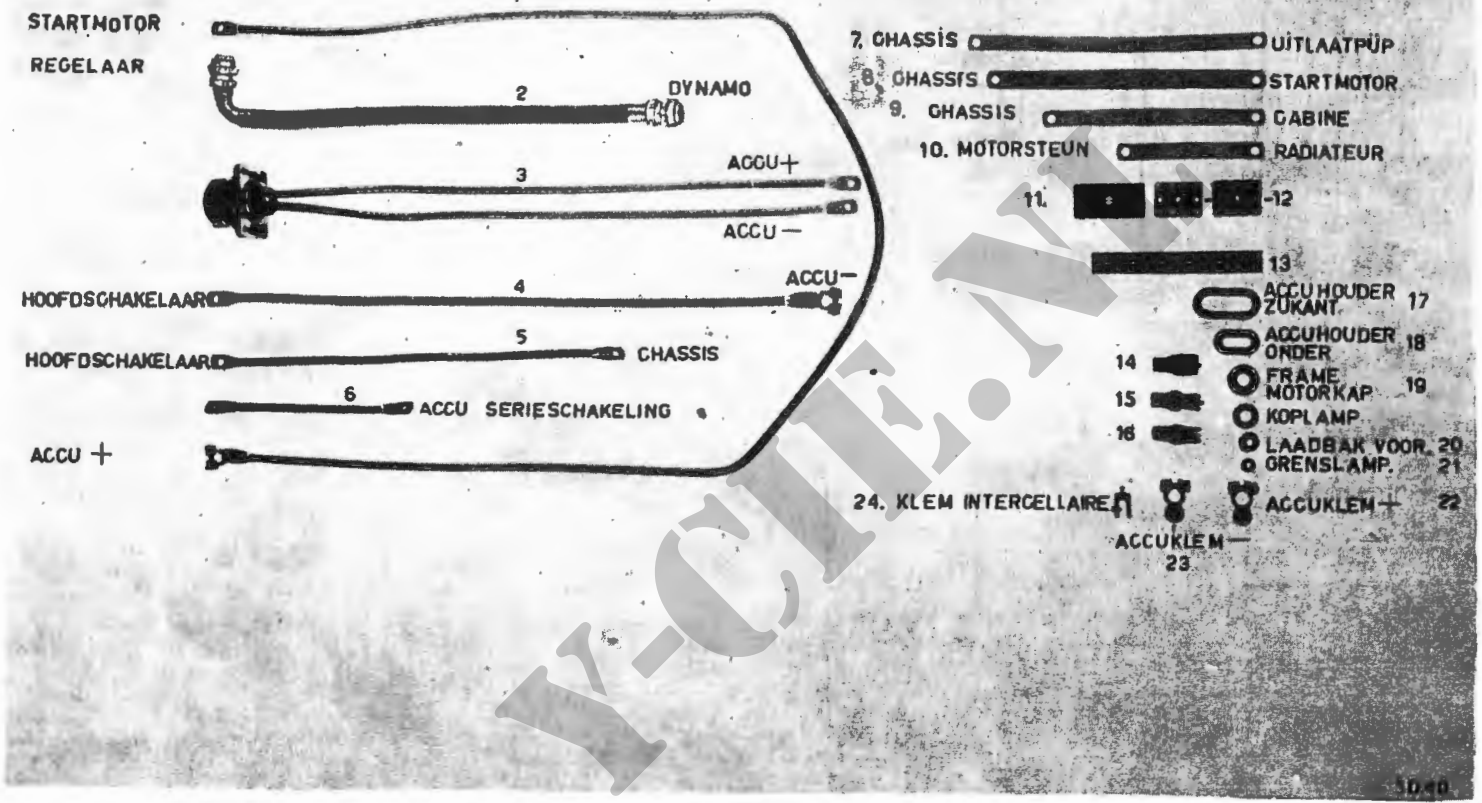 STARTMOTOR
REGELAAR
2
DYNAMO
3
ACCU+
ACCU-
HOOFDSCHAKELAAR
4
ACCU-
HOOFDSCHAKELAAR
5
CHASSIS
6
ACCU SERIESCHAKELING
ACCU +
7. CHASSIS
UITLAATPIJP
8. CHASSIS
STARTMOTOR
9. CHASSIS
CABINE
10. MOTORSTEUN
RADIATEUR
11.
-12
13
ACCUHOUDER
ZIJKANT
17
ACCUHOUDER
ONDER
18
14
FRAME
MOTORKAP
19
15
KOPLAMP
16
LAADBAK VOOR. 20
GRENSLAMP. 21
24. KLEM INTERCELLAIRE
ACCUKLEM + 22
ACCUKLEM -
23
Y-CIE.NL